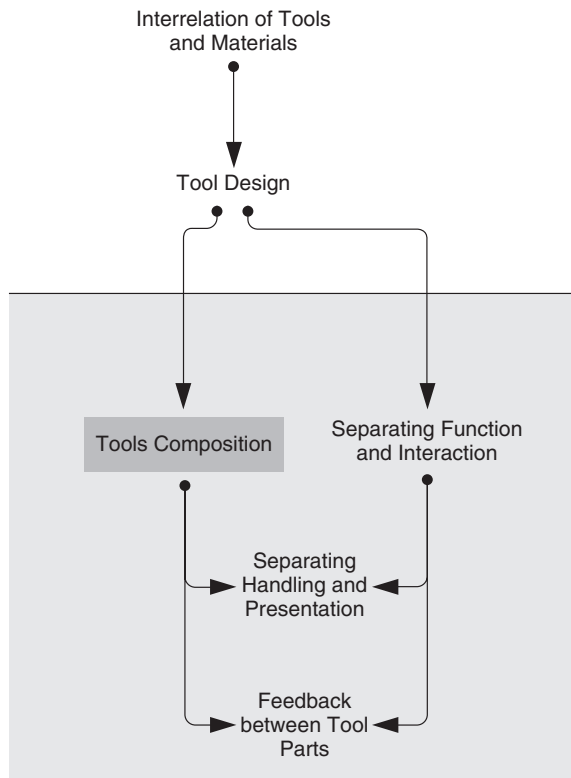 Interrelation of Tools
and Materials
Tool Design
Tools Composition
Separating Function
and Interaction
Separating
Handling and
Presentation
Feedback
between Tool
Parts